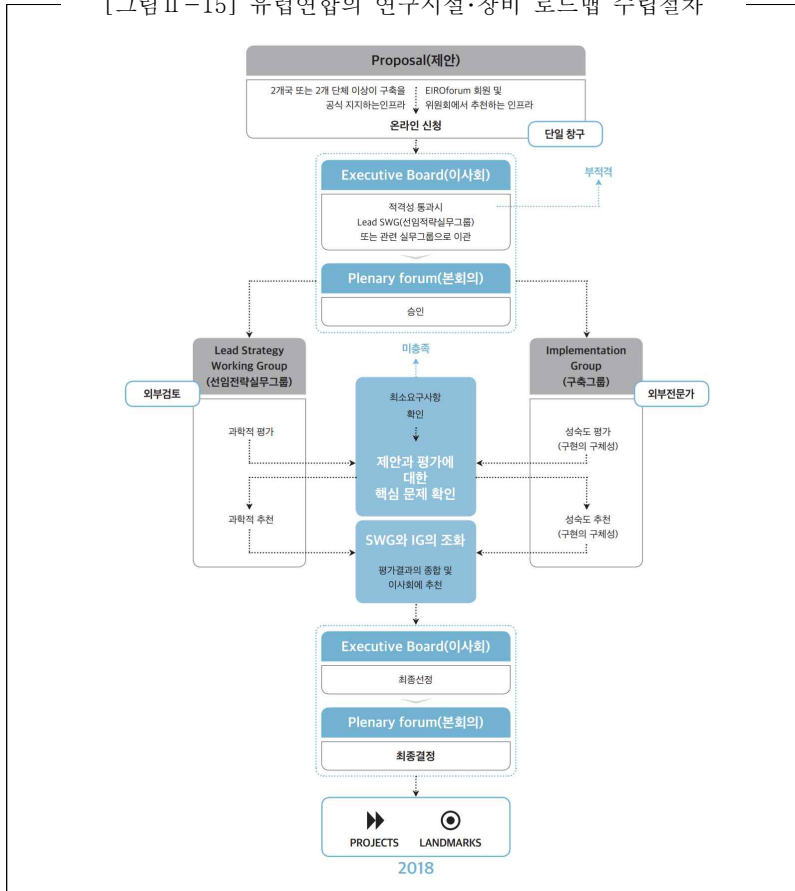 [그림Ⅱ-15] 유럽연합의 연구시설·장비 로드맵 수립절차
Proposal(제안)
2개국 또는 2개 단체 이상이 구축을
공식 지지하는인프라
EIROforum 회원 및
위원회에서 추천하는 인프라
온라인 신청
단일 창구
Executive Board(이사회)
부적격
적격성 통과시
Lead SWG(선임적략실무그룹)
또는 관련 실무그룹으로 이관
Plenary forum(본회의)
승인
Lead Strategy
Working Group
(선임전략실무그룹)
외부검토
과학적 평가
과학적 추천
미충족
최소요구사항
확인
제안과 평가에
대한
핵심 문제 확인
SWG와 IG의 조화
평가결과의 종합 및
이사회에 추천
Implementation
Group
(구축그룹)
외부전문가
성숙도 평가
(구현의 구체성)
성숙도 추천
(구현의 구체성)
Executive Board(이사회)
최종선정
Plenary forum(본회의)
최종결정
PROJECTS
LANDMARKS
2018